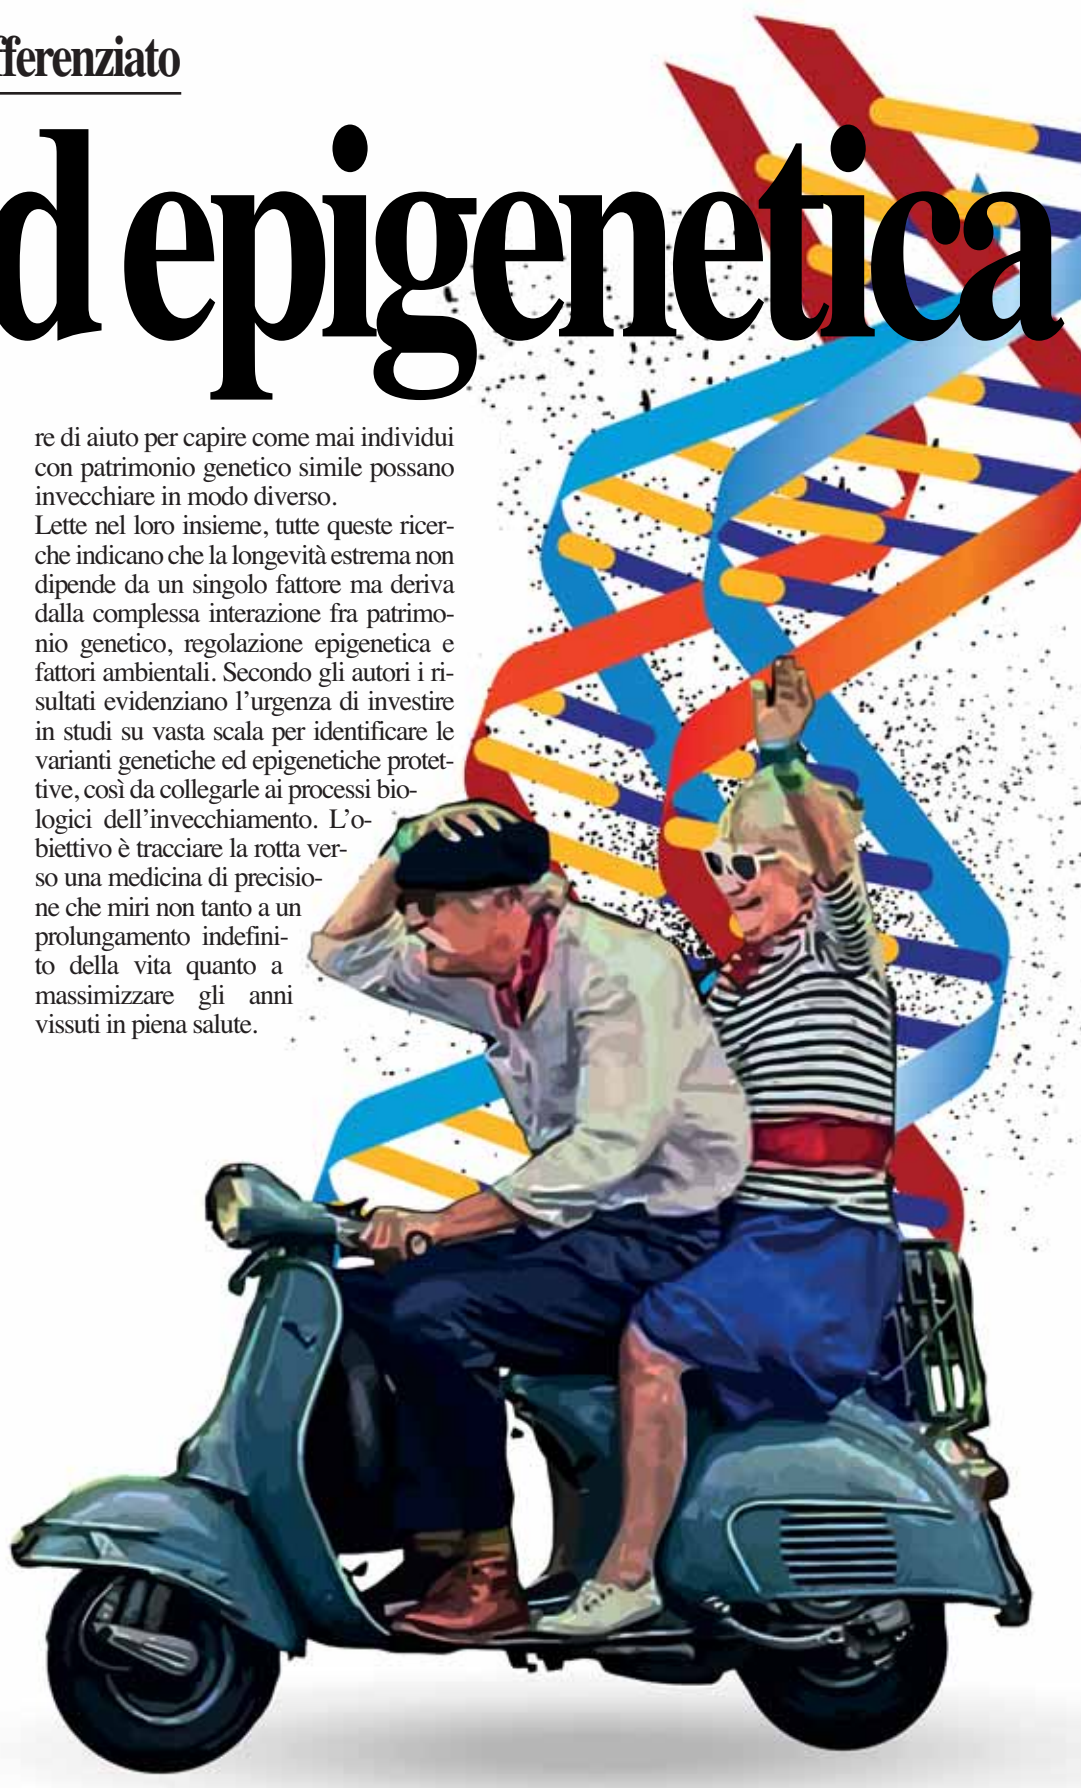 fferenziato
d epigenetica
re di aiuto per capire come mai individui
con patrimonio genetico simile possano
invecchiare in modo diverso.
Lette nel loro insieme, tutte queste ricer-
che indicano che la longevità estrema non
dipende da un singolo fattore ma deriva
dalla complessa interazione fra patrimo-
nio genetico, regolazione epigenetica e
fattori ambientali. Secondo gli autori i ri-
sultati evidenziano l’urgenza di investire
in studi su vasta scala per identificare le
varianti genetiche ed epigenetiche protet-
tive, così da collegarle ai processi bio-
logici dell’invecchiamento. L’o-
biettivo è tracciare la rotta ver-
so una medicina di precisio-
ne che miri non tanto a un
prolungamento indefini-
to della vita quanto a
massimizzare gli anni
vissuti in piena salute.